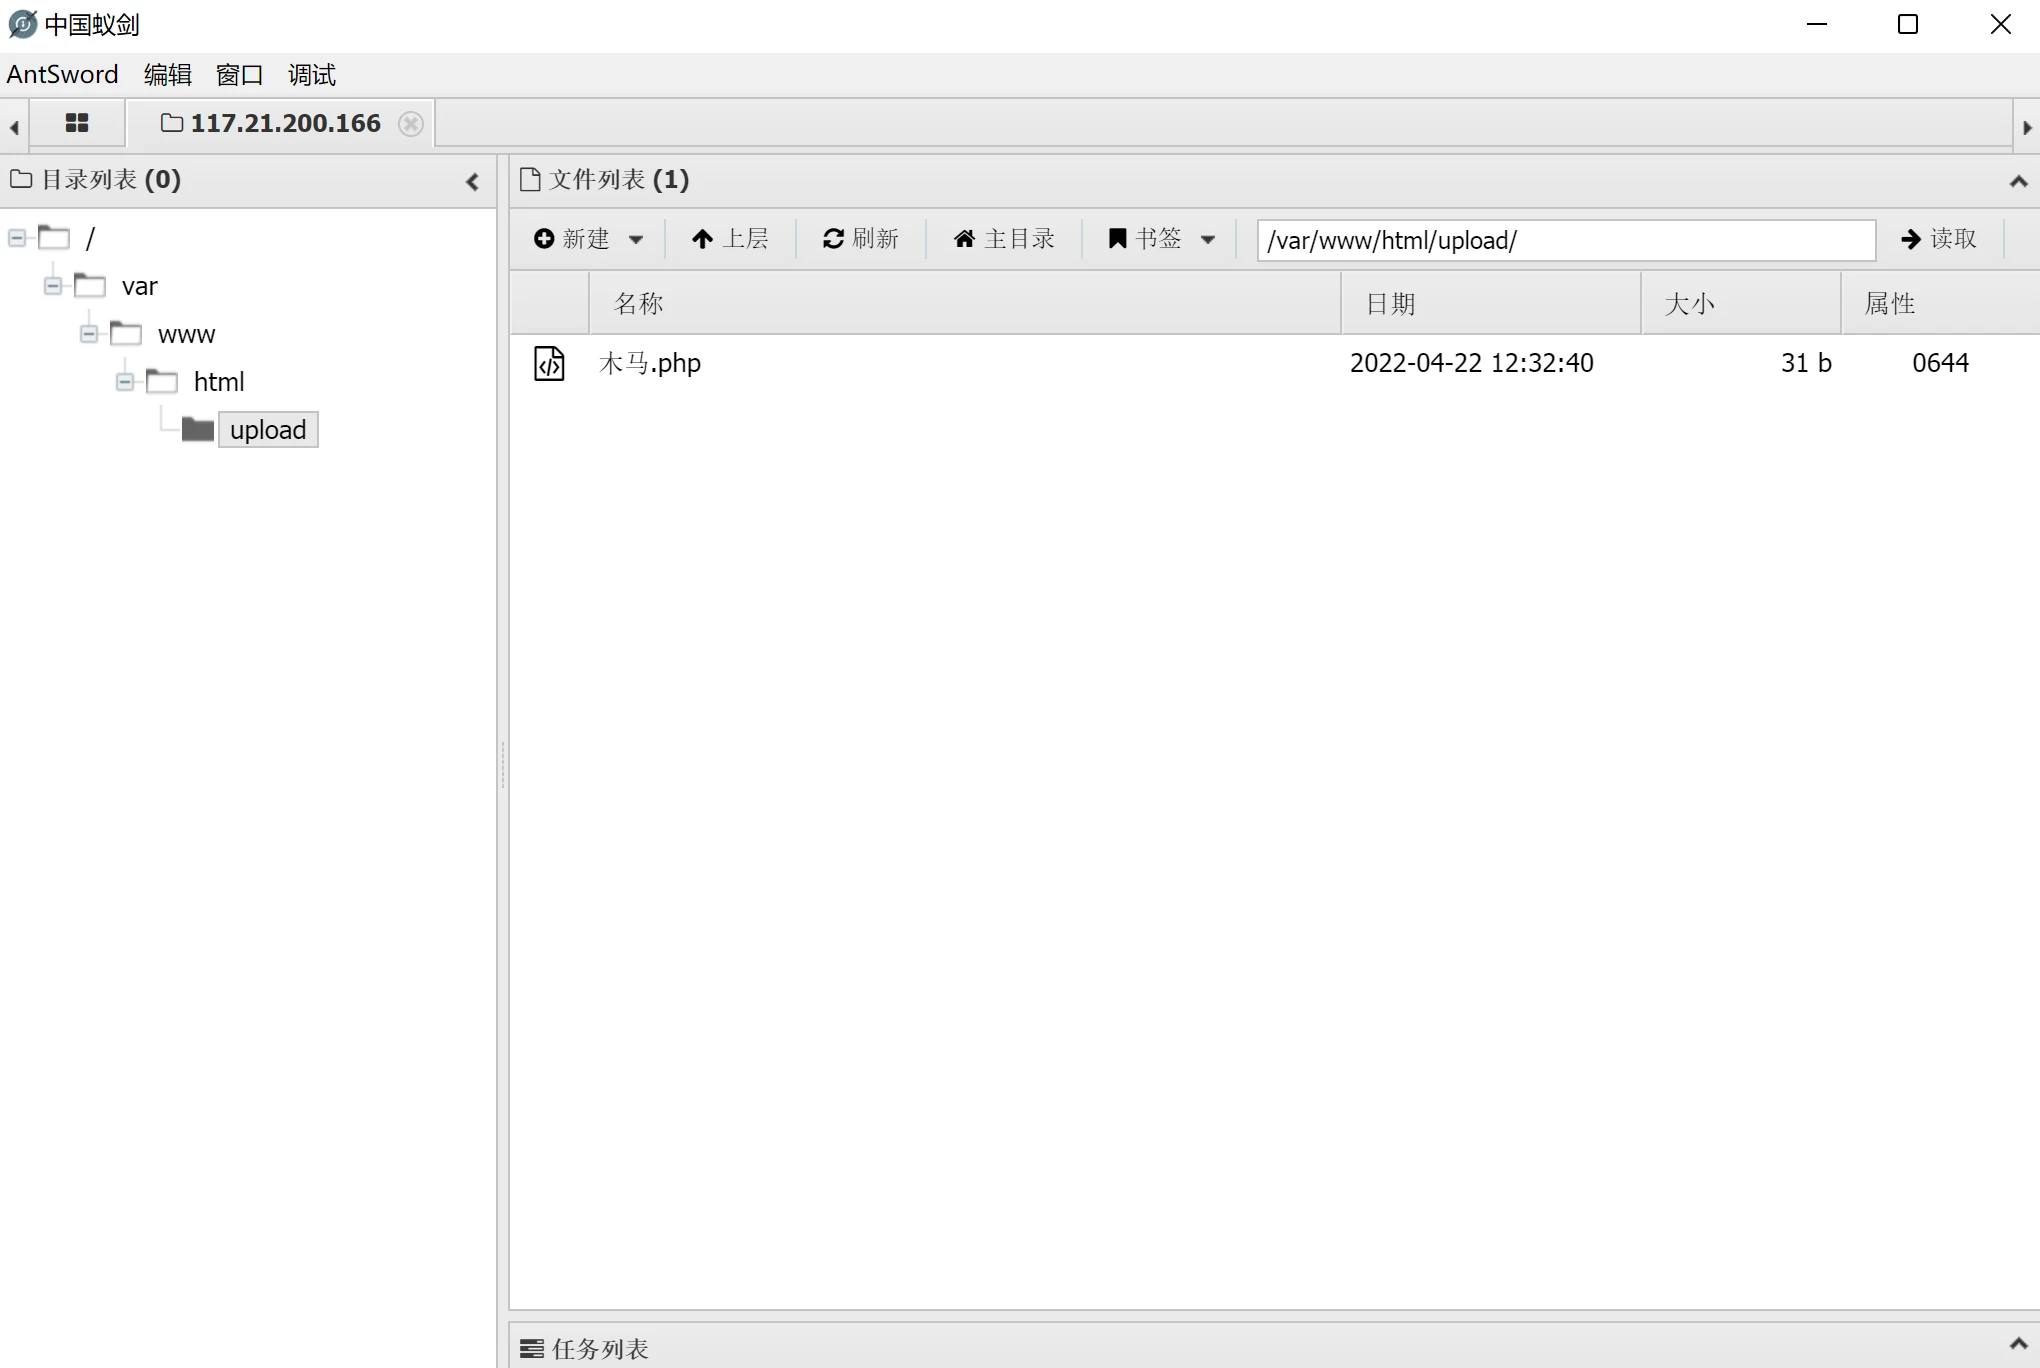 中国蚁剑
AntSword 编辑 窗口 调试
117.21.200.166
目录列表 (0)
/
var
www
html
upload
文件列表 (1)
新建 上层 刷新 主目录 书签 /var/www/html/upload/ 读取
名称 日期 大小 属性
木马.php 2022-04-22 12:32:40 31 b 0644
任务列表